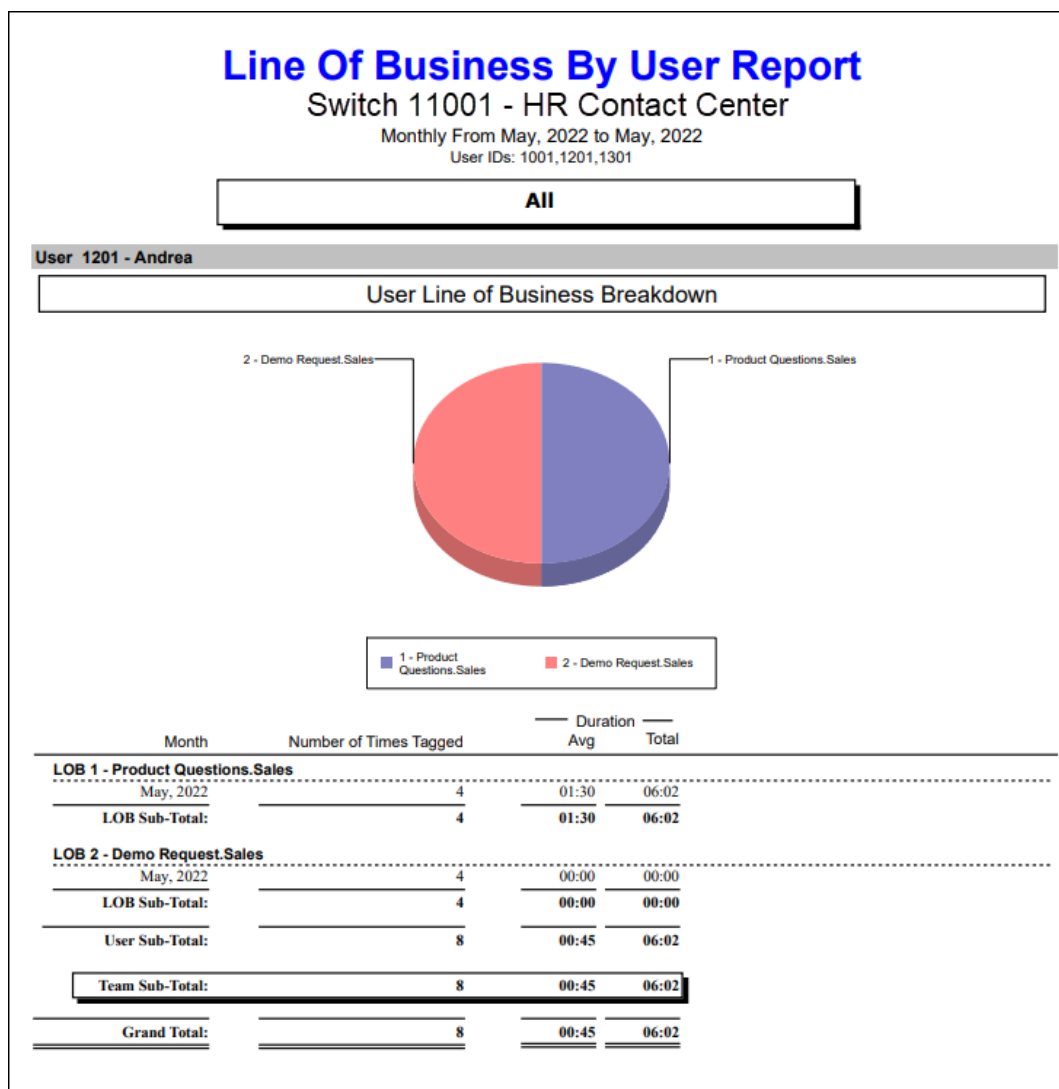 Line Of Business By User Report
Switch 11001 - HR Contact Center
Monthly From May, 2022 to May, 2022
User IDs: 1001,1201,1301
All
User 1201 - Andrea
User Line of Business Breakdown
2 - Demo Request.Sales
1 - Product Questions.Sales
1 - Product
Questions.Sales
2 - Demo Request.Sales
Duration
Month Number of Times Tagged Avg Total
LOB 1 - Product Questions.Sales
May, 2022 4 01:30 06:02
LOB Sub-Total: 4 01:30 06:02
LOB 2 - Demo Request.Sales
May, 2022 4 00:00 00:00
LOB Sub-Total: 4 00:00 00:00
User Sub-Total: 8 00:45 06:02
Team Sub-Total: 8 00:45 06:02
Grand Total: 8 00:45 06:02